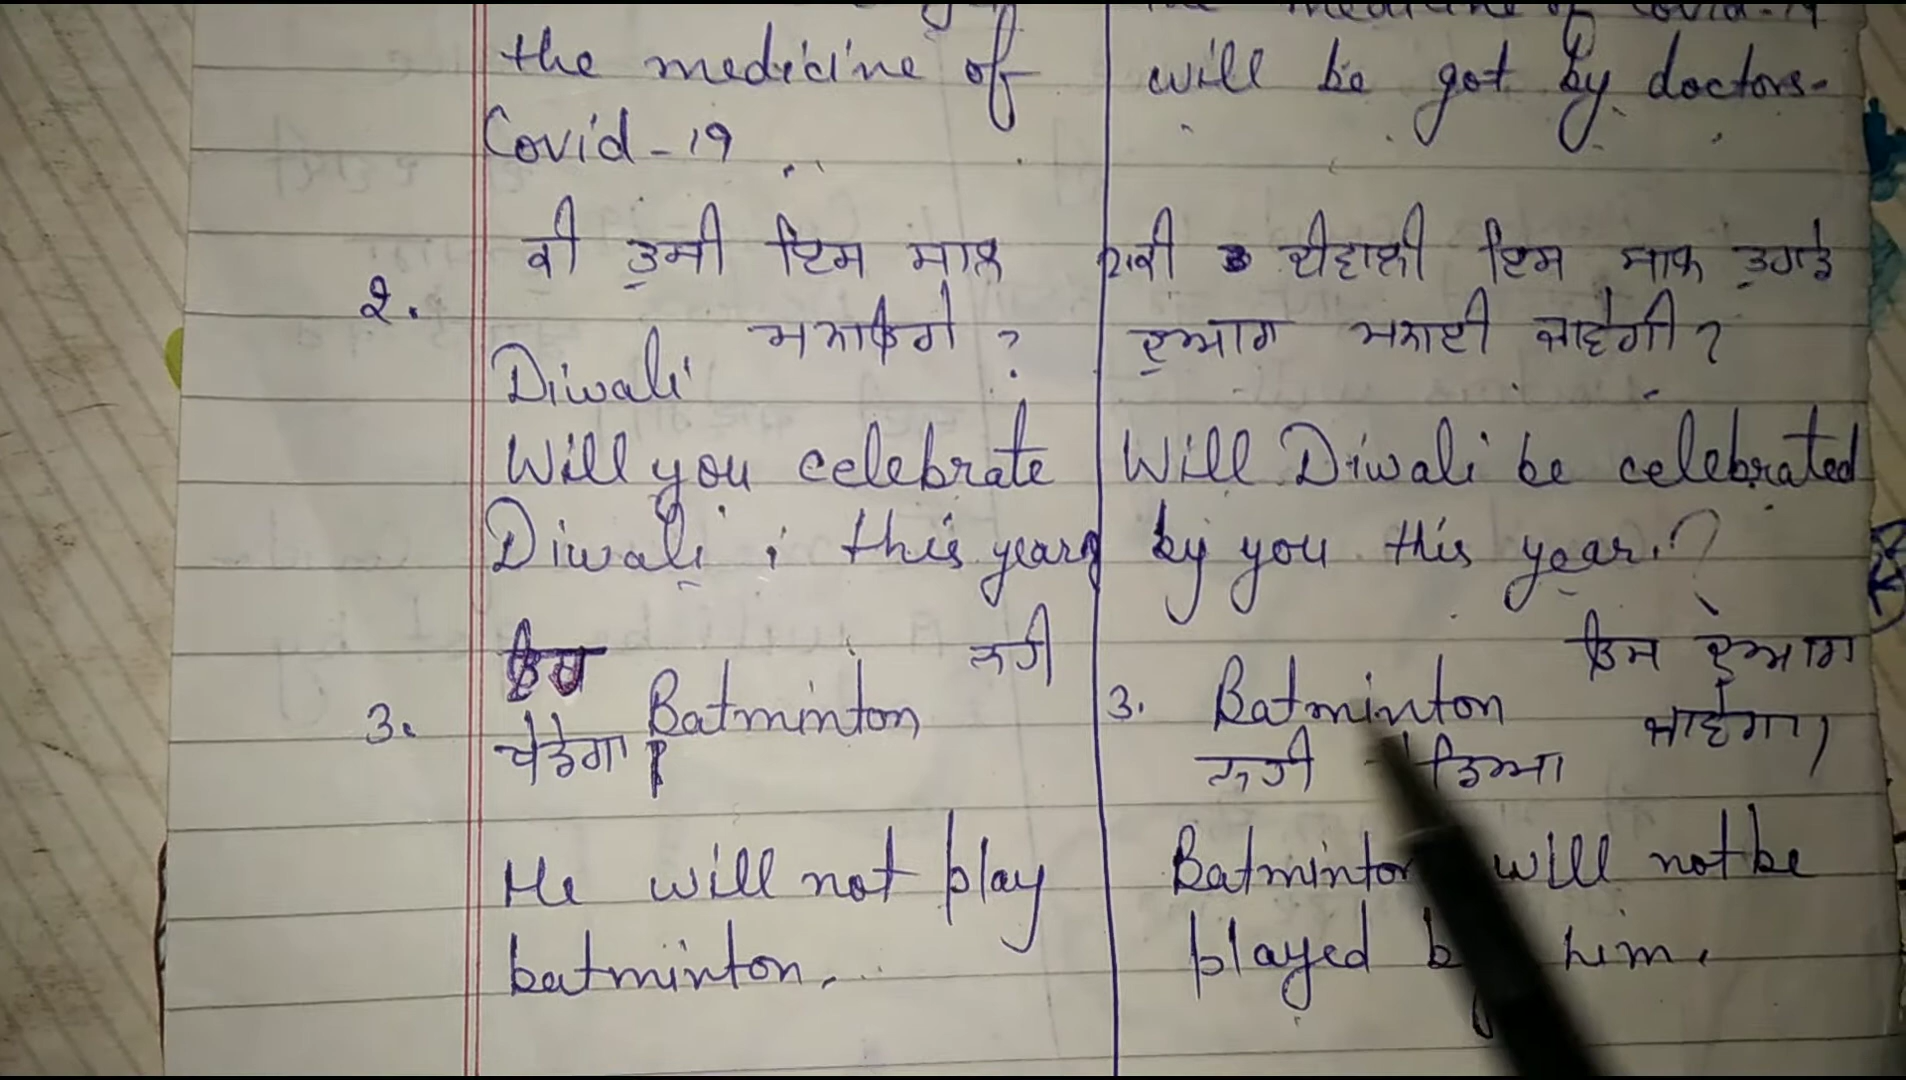 the medicine of
Covid-19
2. ਕੀ ਤੁਸੀ ਇਸ ਸਾਲ
Diwali ਮਨਾਓਗੇ ?
Will you celebrate
Diwali this year
ਨਹੀ
3. Batminton
ਖੇਡੇਗਾ।
He will not play
batminton.
will be got by doctors.
2. ਕੀ ਦੀਵਾਲੀ ਇਸ ਸਾਲ ਤੁਹਾਡੇ
ਦੁਆਰਾ ਮਨਾਈ ਜਾਵੇਗੀ ?
Will Diwali be celebrated
by you this year.?
ਉਸ ਦੁਆਰਾ
3. Batminton ਜਾਵੇਗਾ।
ਨਹੀ
Batminton will not be
played by him.